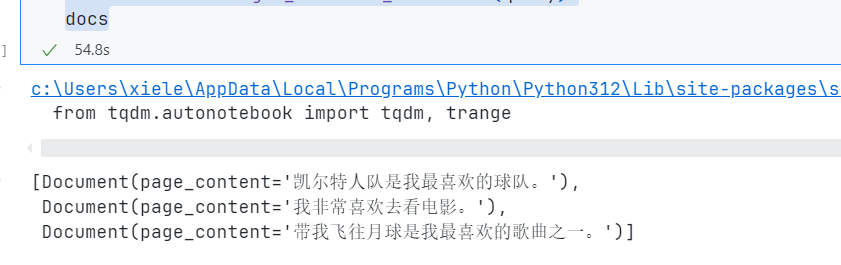 docs
]
54.8s
c:\Users\xiele\AppData\Local\Programs\Python\Python312\Lib\site-packages\s
from tqdm.autonotebook import tqdm, trange
[Document(page_content='凯尔特人队是我最喜欢的球队。'),
Document(page_content='我非常喜欢去看电影。'),
Document(page_content='带我飞往月球是我最喜欢的歌曲之一。')]